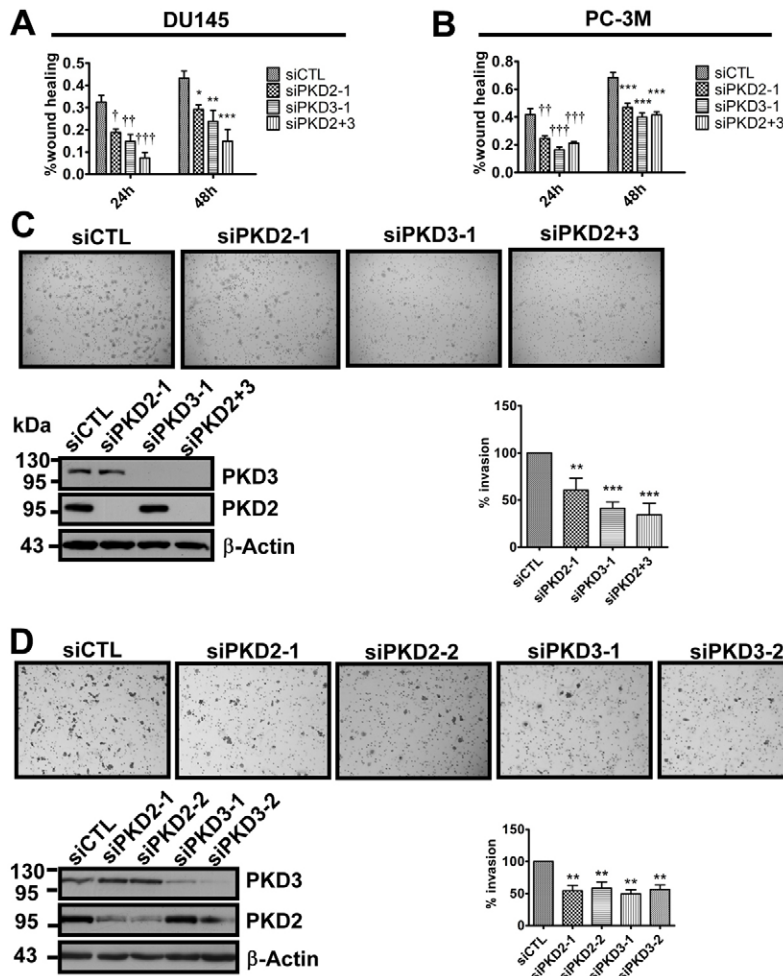 A
DU145
%wound healing
0.5
0.4
0.3
0.2
0.1
0.0
†
††
†††
*
**
***
24h
48h
siCTL
siPKD2-1
siPKD3-1
siPKD2+3
B
PC-3M
%wound healing
0.8
0.6
0.4
0.2
0.0
††
†††
†††
***
***
***
24h
48h
siCTL
siPKD2-1
siPKD3-1
siPKD2+3
C
siCTL siPKD2-1 siPKD3-1 siPKD2+3
kDa
siCTL siPKD2-1 siPKD3-1 siPKD2+3
130
95
PKD3
95
PKD2
43
β-Actin
% invasion
150
100
50
0
** *** ***
siCTL siPKD2-1 siPKD3-1 siPKD2+3
D
siCTL siPKD2-1 siPKD2-2 siPKD3-1 siPKD3-2
siCTL siPKD2-1 siPKD2-2 siPKD3-1 siPKD3-2
130
95
PKD3
95
PKD2
43
β-Actin
% invasion
150
100
50
0
** ** ** **
siCTL siPKD2-1 siPKD2-2 siPKD3-1 siPKD3-2